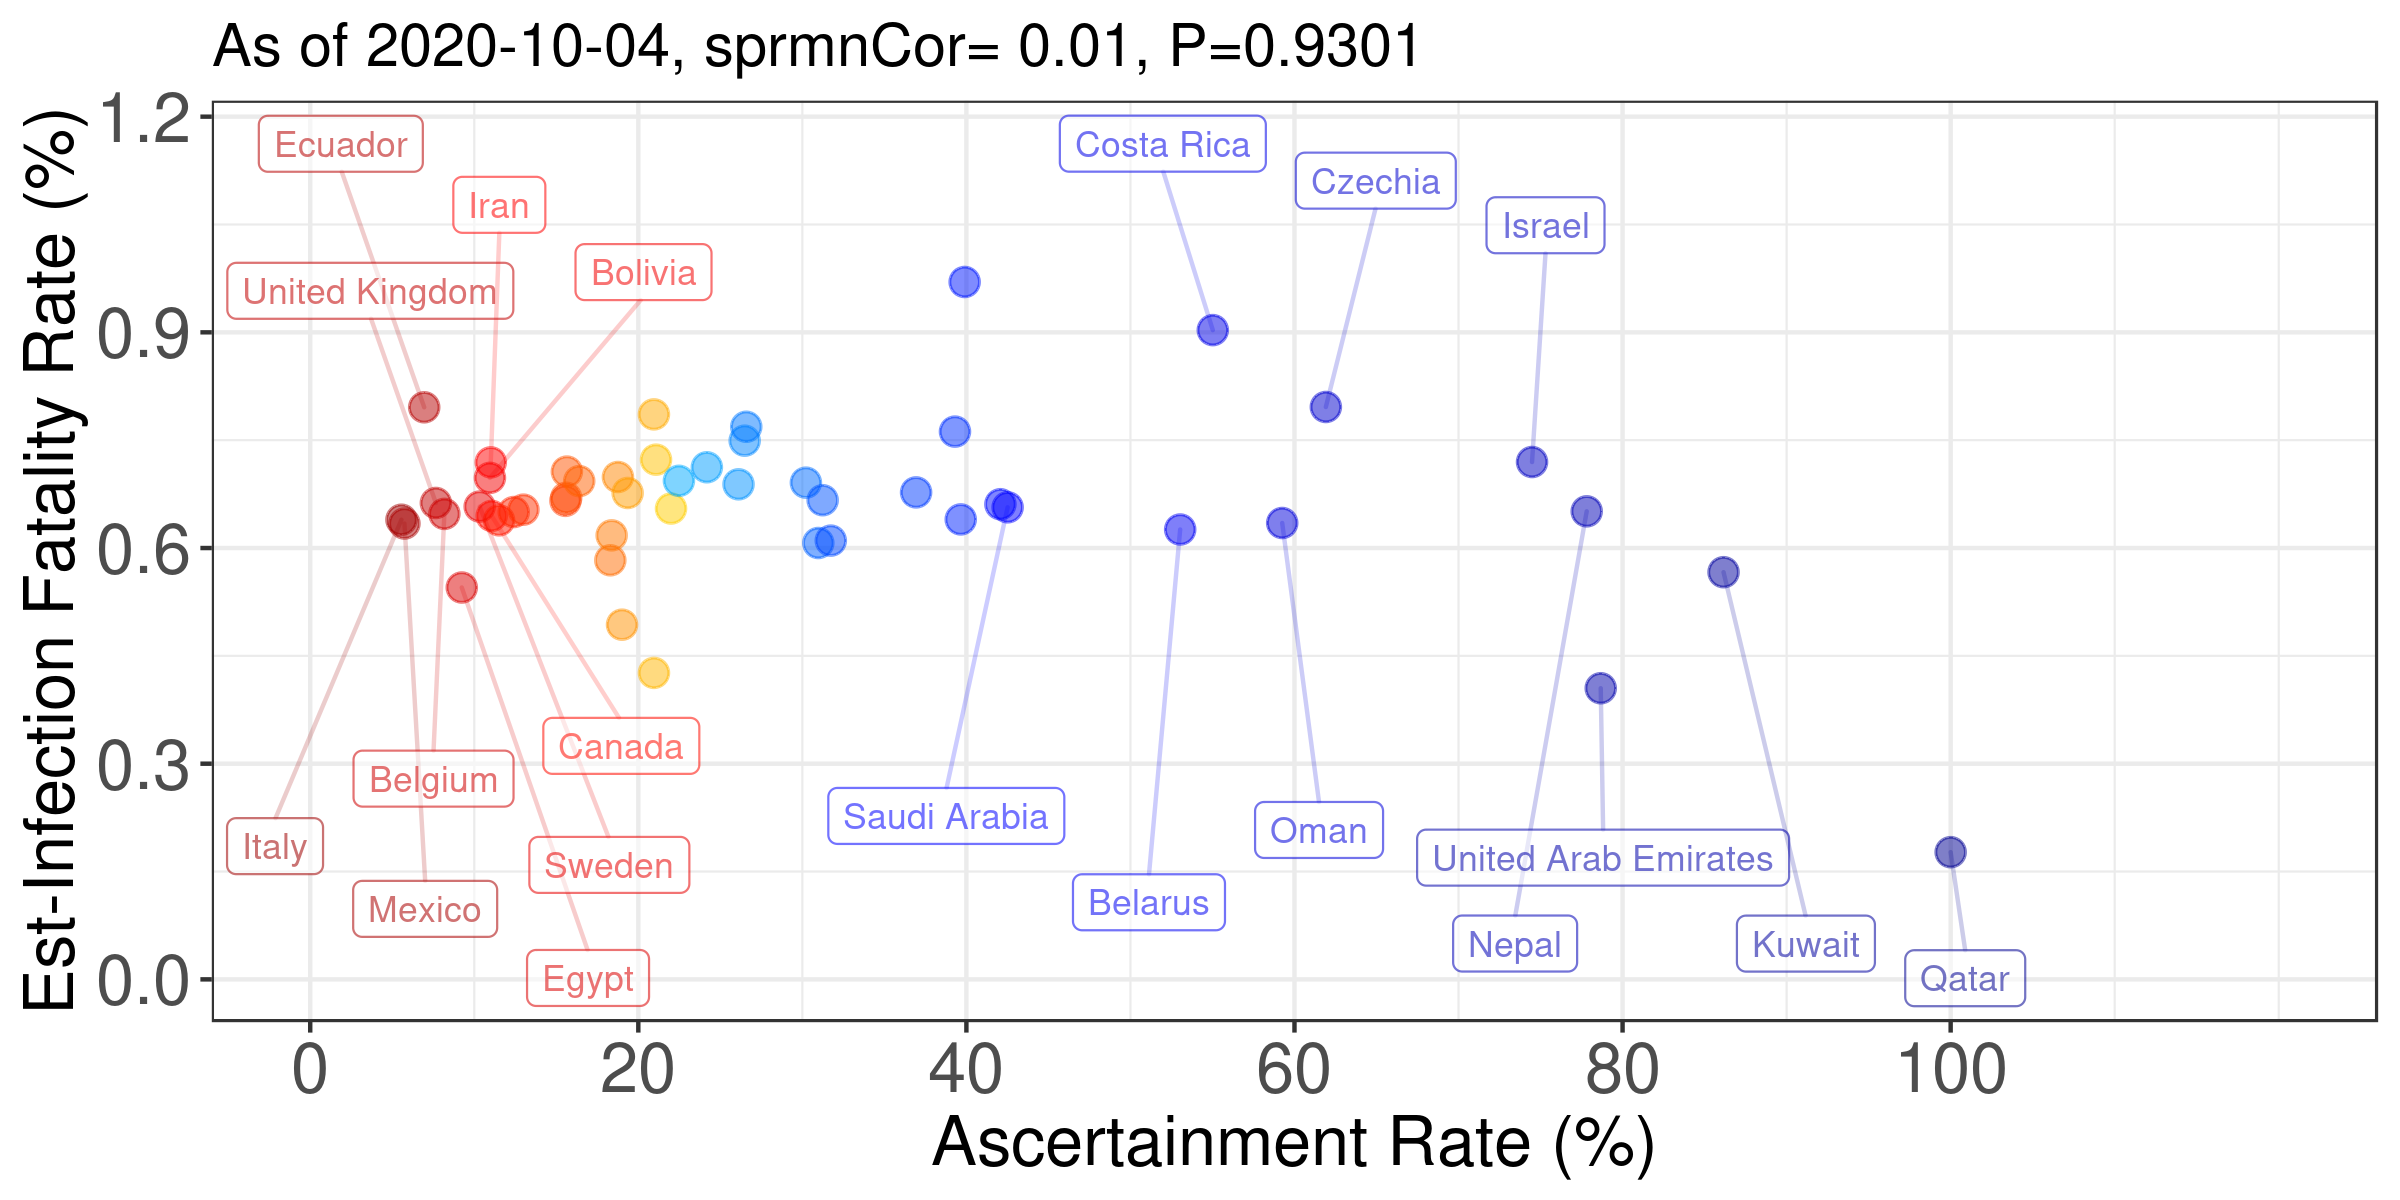 As of 2020-10-04, sprmnCor= 0.01, P=0.9301
Est-Infection Fatality Rate (%)
1.2
0.9
0.6
0.3
0.0
Ecuador
Costa Rica
Czechia
Iran
Israel
Bolivia
United Kingdom
Canada
Belgium
Saudi Arabia
Oman
Italy
Sweden
United Arab Emirates
Mexico
Belarus
Nepal
Kuwait
Egypt
Qatar
0 20 40 60 80 100
Ascertainment Rate (%)